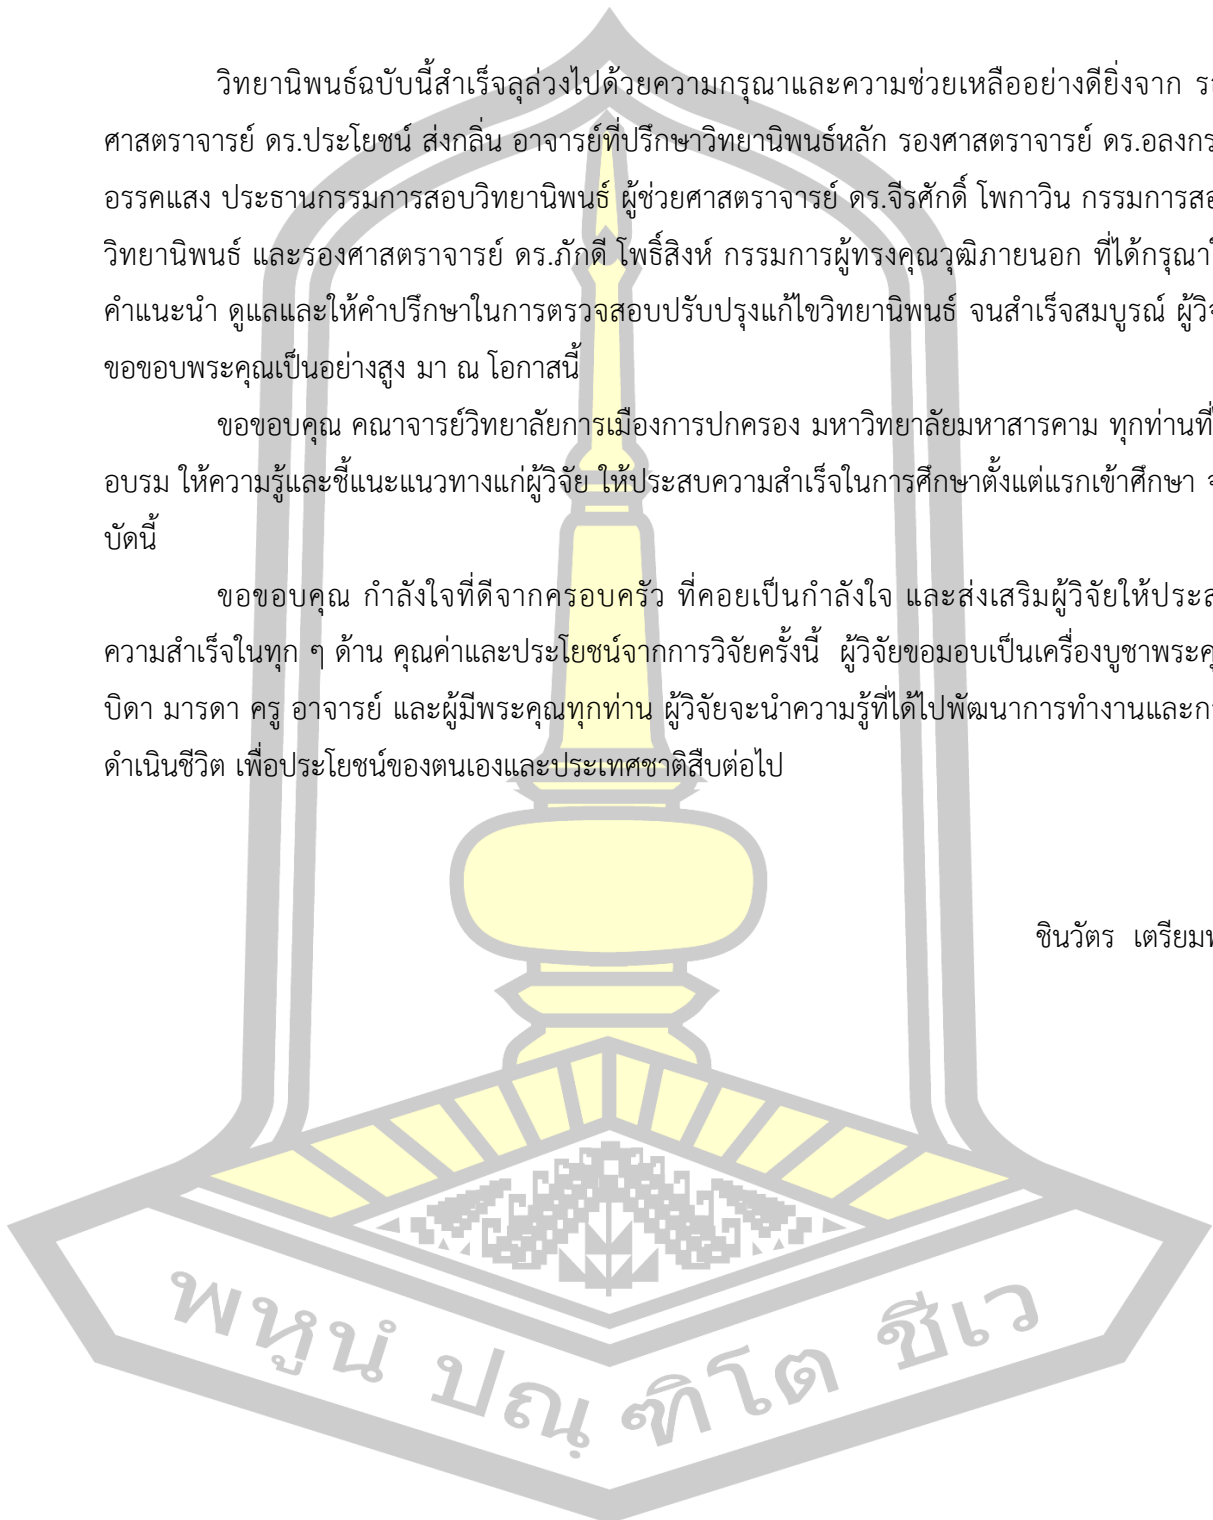 วิทยานิพนธ์ฉบับนี้สำเร็จลุล่วงไปด้วยความกรุณาและความช่วยเหลืออย่างดียิ่งจาก
ศาสตราจารย์ ดร.ประโยชน์ ส่งกลิ่น อาจารย์ที่ปรึกษาวิทยานิพนธ์หลัก รองศาสตราจารย์ ดร.อลงกร
อรรคแสง ประธานกรรมการสอบวิทยานิพนธ์ ผู้ช่วยศาสตราจารย์ ดร.จีรศักดิ์ โพกาวิน กรรมการสอ
วิทยานิพนธ์ และรองศาสตราจารย์ ดร.ภักดี โพธิ์สิงห์ กรรมการผู้ทรงคุณวุฒิภายนอก ที่ได้กรุณา
คำแนะนำ ดูแลและให้คำปรึกษาในการตรวจสอบปรับปรุงแก้ไขวิทยานิพนธ์ จนสำเร็จสมบูรณ์
ขอขอบพระคุณเป็นอย่างสูง มา ณ โอกาสนี้
ขอขอบคุณ คณาจารย์วิทยาลัยการเมืองการปกครอง มหาวิทยาลัยมหาสารคาม ทุกท่านที่
อบรม ให้ความรู้และชี้แนะแนวทางแก่ผู้วิจัย ให้ประสบความสำเร็จในการศึกษาตั้งแต่แรกเข้าศึกษา
บัดนี้
ขอขอบคุณ กำลังใจที่ดีจากครอบครัว ที่คอยเป็นกำลังใจ และส่งเสริมผู้วิจัยให้ประส
ความสำเร็จในทุก ๆ ด้าน คุณค่าและประโยชน์จากการวิจัยครั้งนี้ ผู้วิจัยขอมอบเป็นเครื่องบูชาพระคุ
บิดา มารดา ครู อาจารย์ และผู้มีพระคุณทุกท่าน ผู้วิจัยจะนำความรู้ที่ได้ไปพัฒนาการทำงานและกา
ดำเนินชีวิต เพื่อประโยชน์ของตนเองและประเทศชาติสืบต่อไป
ชินวัตร เตรียม
พหูนํ ปณฺฑิโต ชีเว